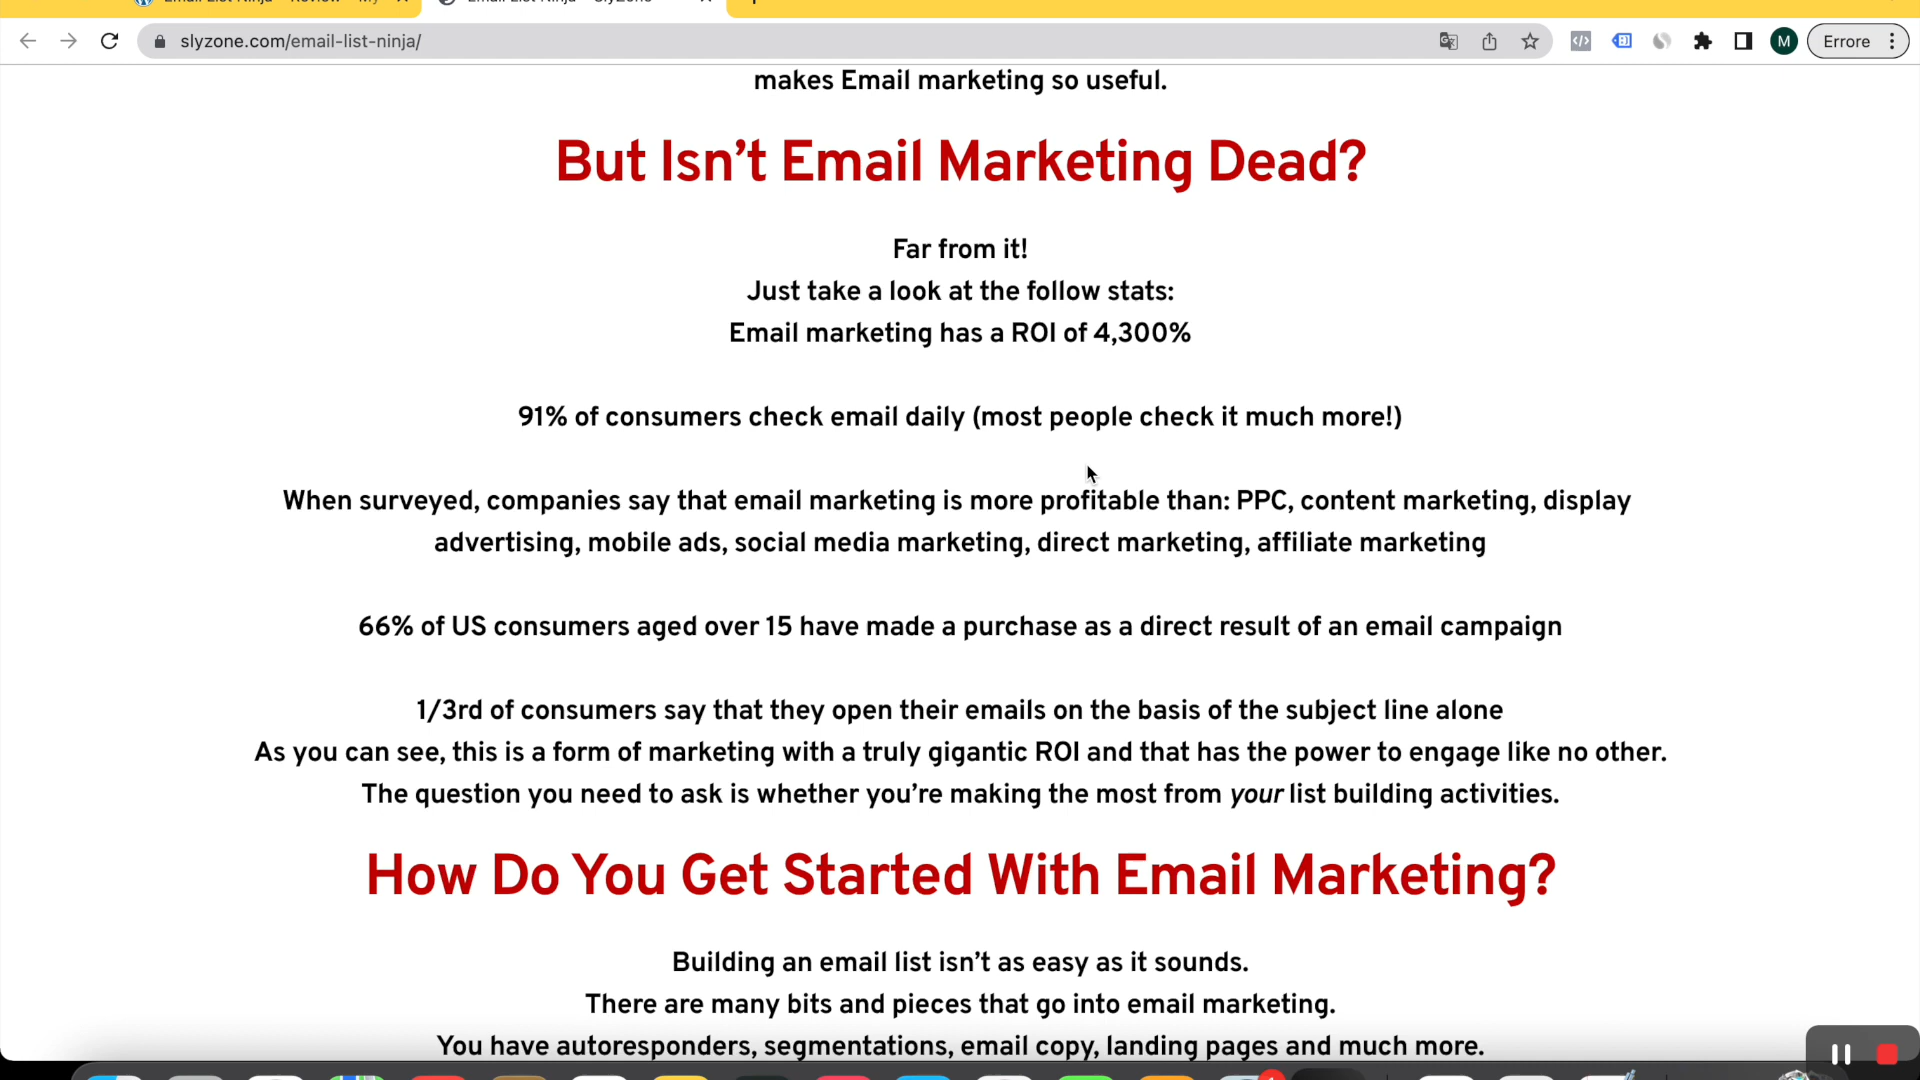 slyzone.com/email-list-ninja/
M
Errore
makes Email marketing so useful.
But Isn’t Email Marketing Dead?
Far from it!
Just take a look at the follow stats:
Email marketing has a ROI of 4,300%
91% of consumers check email daily (most people check it much more!)
When surveyed, companies say that email marketing is more profitable than: PPC, content marketing, display
advertising, mobile ads, social media marketing, direct marketing, affiliate marketing
66% of US consumers aged over 15 have made a purchase as a direct result of an email campaign
1/3rd of consumers say that they open their emails on the basis of the subject line alone
As you can see, this is a form of marketing with a truly gigantic ROI and that has the power to engage like no other.
The question you need to ask is whether you’re making the most from your list building activities.
How Do You Get Started With Email Marketing?
Building an email list isn’t as easy as it sounds.
There are many bits and pieces that go into email marketing.
You have autoresponders, segmentations, email copy, landing pages and much more.